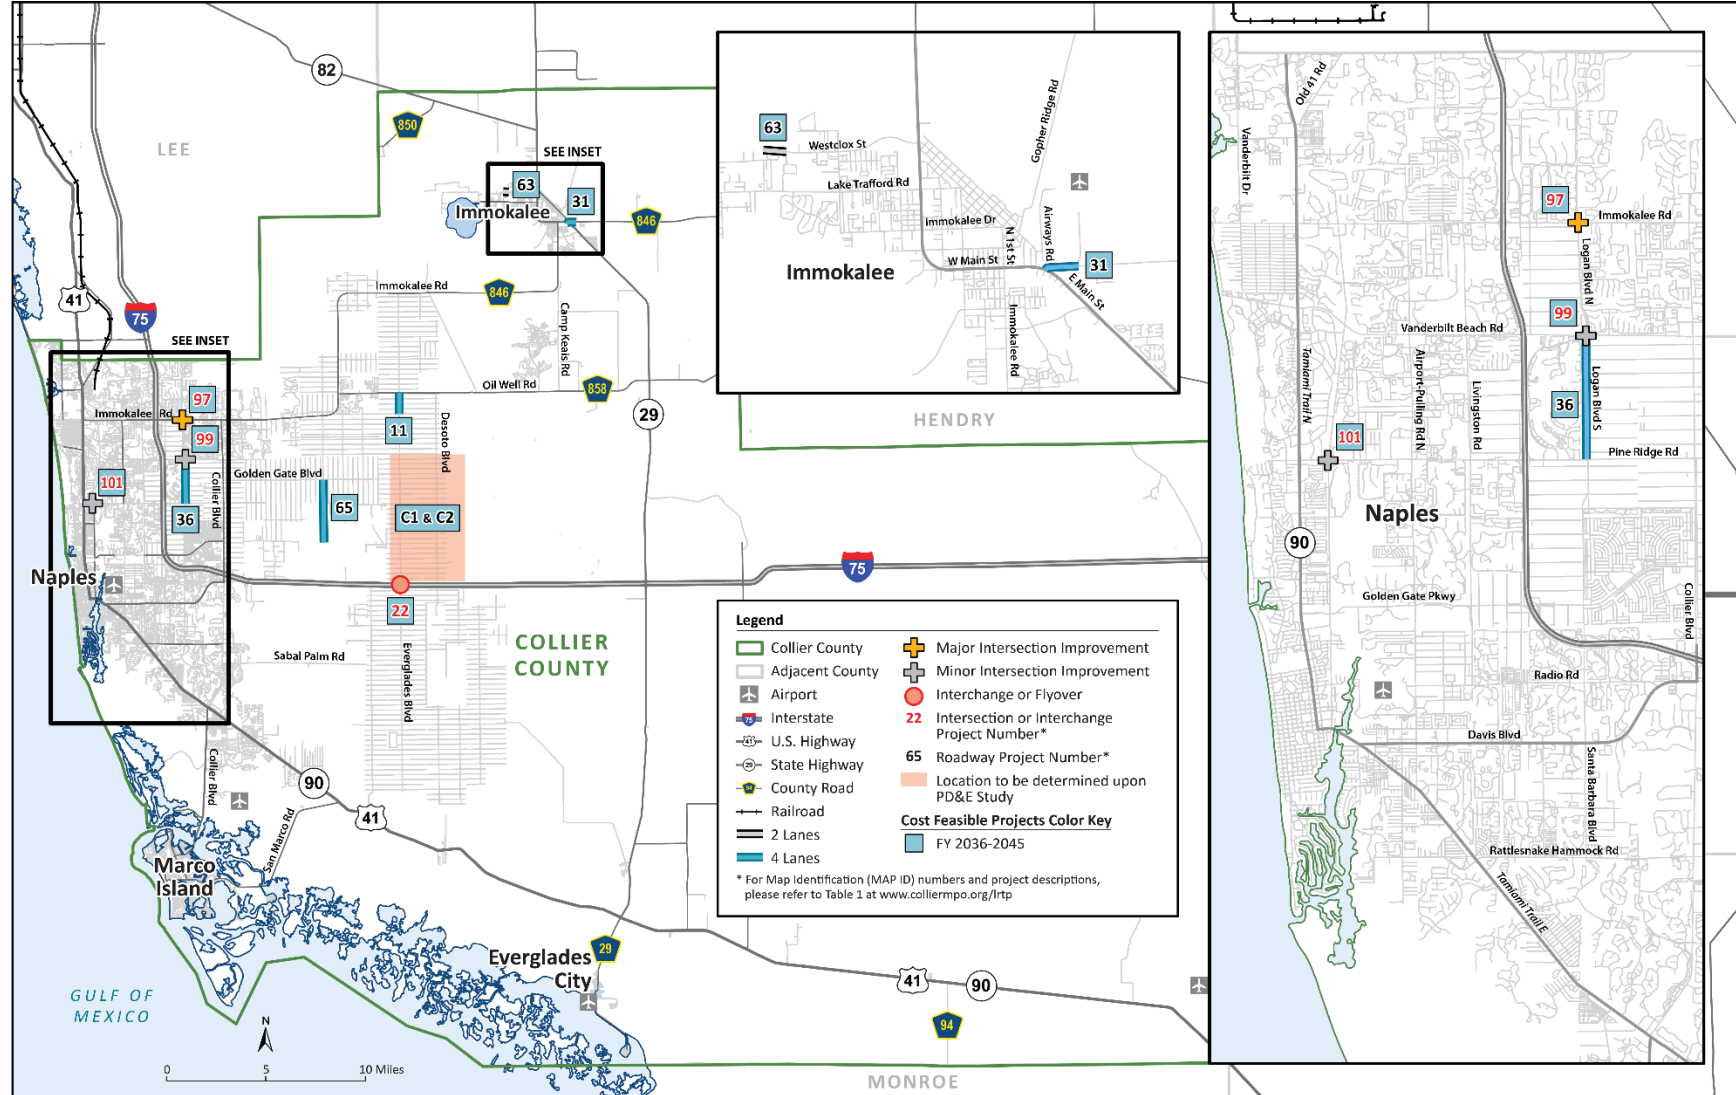 82
850
LEE
SEE INSET
63
31
Immokalee
846
41
75
Immokalee Rd
846
Camp Keais Rd
SEE INSET
Oil Well Rd
858
29
97
Immokalee Rd
99
11
Desoto Blvd
Golden Gate Blvd
101
Collier Blvd
36
65
C1 & C2
75
Naples
22
COLLIER
COUNTY
Sabal Palm Rd
Everglades Blvd
HENDRY
Collier Blvd
90
41
San Marco Rd
Marco
Island
Everglades
City
29
41
90
94
GULF OF
MEXICO
N
0
5
10 Miles
MONROE
63
Westclox St
Lake Trafford Rd
Gopher Ridge Rd
Immokalee Dr
N 1st St
Airways Rd
W Main St
31
E Main St
Immokalee
Immokalee Rd
Legend
Collier County
Adjacent County
Airport
75
Interstate
41
U.S. Highway
29
State Highway
94
County Road
Railroad
2 Lanes
4 Lanes
Major Intersection Improvement
Minor Intersection Improvement
Interchange or Flyover
22
Intersection or Interchange
Project Number*
65
Roadway Project Number*
Location to be determined upon
PD&E Study
Cost Feasible Projects Color Key
FY 2036-2045
* For Map Identification (MAP ID) numbers and project descriptions,
please refer to Table 1 at www.colliermpo.org/lrtp
Old 41 Rd
Vanderbilt Dr
97
Immokalee Rd
Logan Blvd N
99
Vanderbilt Beach Rd
Tamiami Trail N
Airport-Pulling Rd N
Livingston Rd
Logan Blvd S
36
101
Pine Ridge Rd
Naples
90
Golden Gate Pkwy
Collier Blvd
Radio Rd
Davis Blvd
Santa Barbara Blvd
Rattlesnake Hammock Rd
Tamiami Trail E